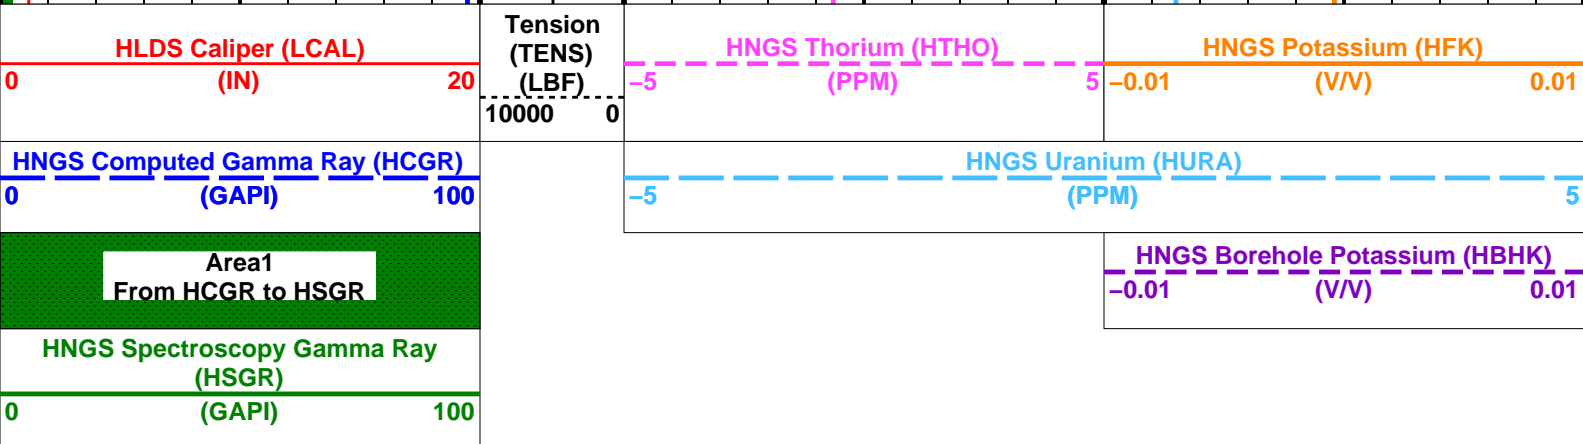 HLDS Caliper (LCAL)
0 (IN) 20
Tension
(TENS)
(LBF)
10000 0
HNGS Thorium (HTHO)
−5 (PPM) 5
HNGS Potassium (HFK)
−0.01 (V/V) 0.01
HNGS Computed Gamma Ray (HCGR)
0 (GAPI) 100
HNGS Uranium (HURA)
−5 (PPM) 5
Area1
From HCGR to HSGR
HNGS Borehole Potassium (HBHK)
−0.01 (V/V) 0.01
HNGS Spectroscopy Gamma Ray
(HSGR)
0 (GAPI) 100